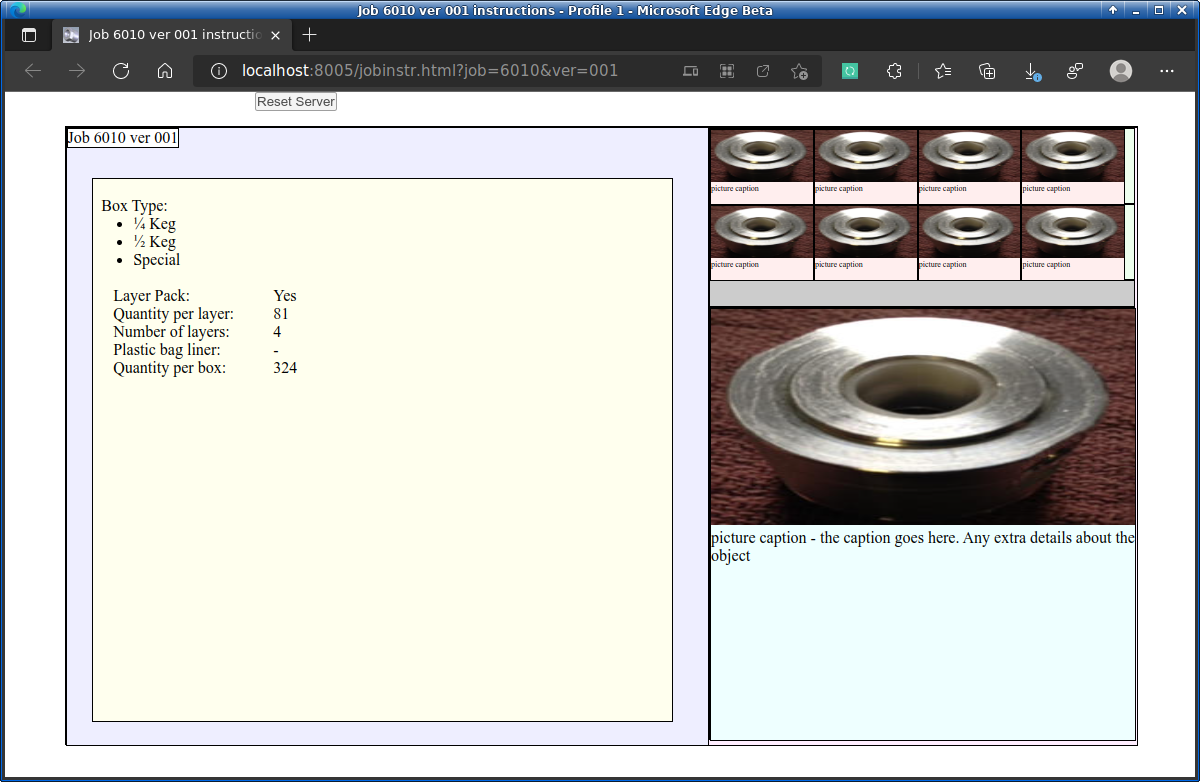 Job 6010 ver 001 instructions - Profile 1 - Microsoft Edge Beta
Job 6010 ver 001 instructio
localhost:8005/jobinstr.html?job=6010&ver=001
Reset Server
Job 6010 ver 001
Box Type:
• ¼ Keg
• ½ Keg
• Special
Layer Pack: Yes
Quantity per layer: 81
Number of layers: 4
Plastic bag liner: -
Quantity per box: 324
picture caption picture caption picture caption picture caption
picture caption picture caption picture caption picture caption
picture caption - the caption goes here. Any extra details about the
object